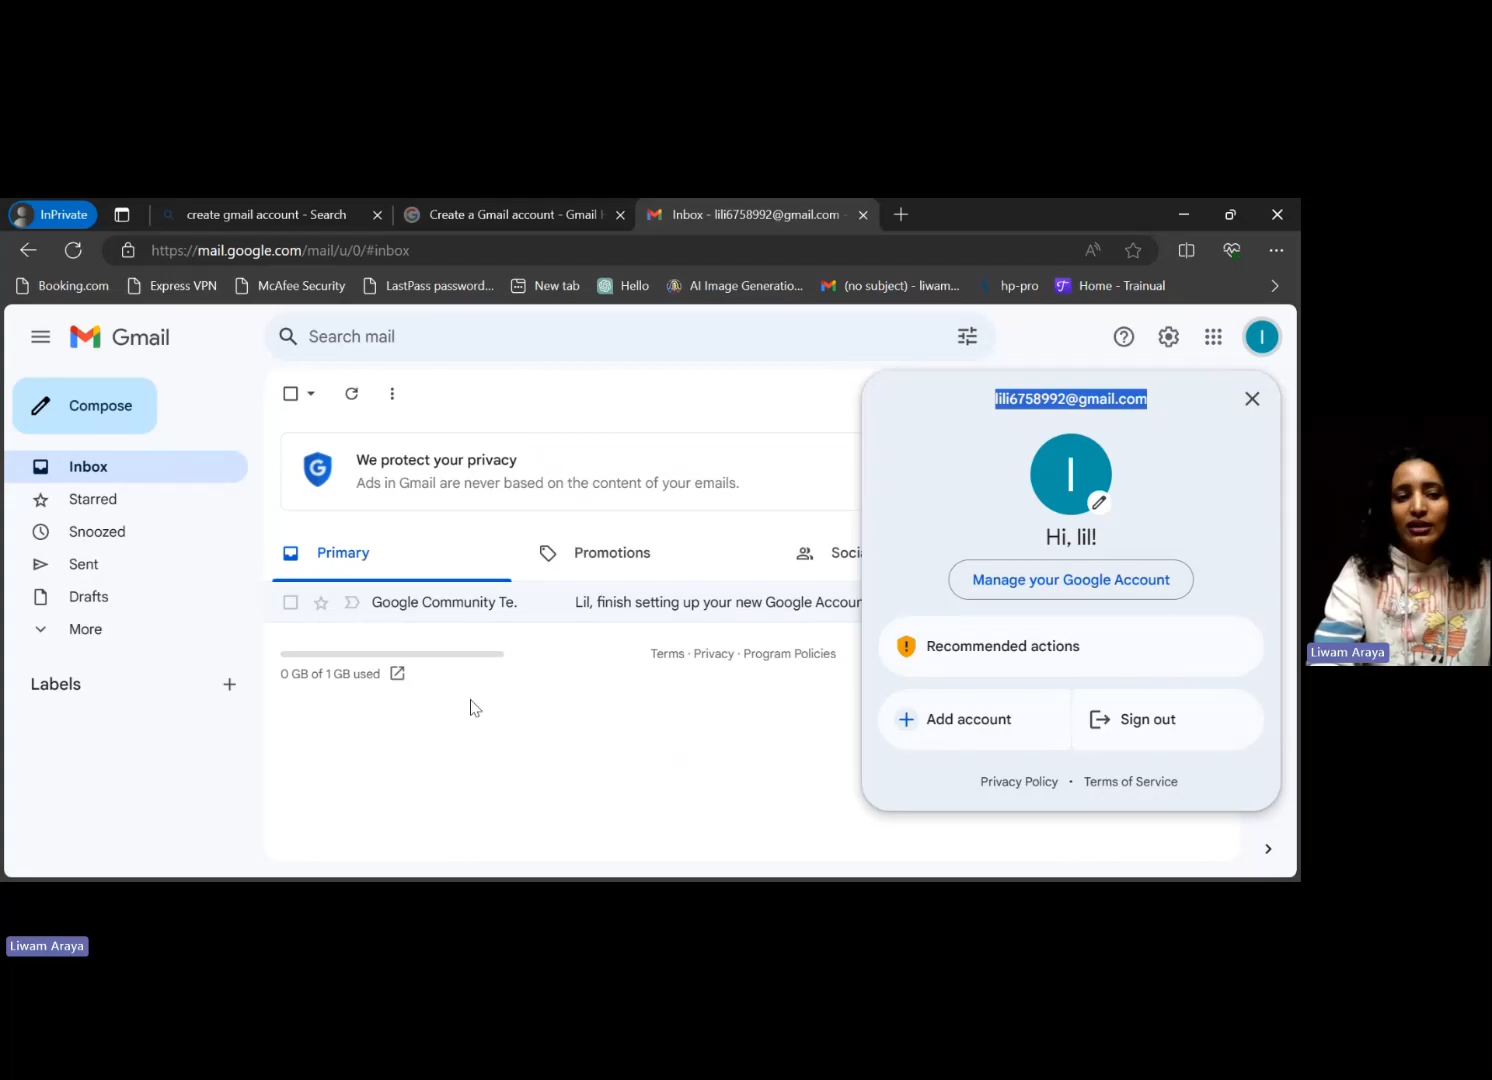 InPrivate
create gmail account - Search
Create a Gmail account - Gmail
Inbox - lili6758992@gmail.com -
https://mail.google.com/mail/u/0/#inbox
Booking.com
Express VPN
McAfee Security
LastPass password...
New tab
Hello
AI Image Generatio...
(no subject) - liwam...
hp-pro
Home - Trainual
Gmail
Search mail
I
Compose
lili6758992@gmail.com
We protect your privacy
Ads in Gmail are never based on the content of your emails.
Inbox
Starred
Snoozed
Sent
Drafts
More
Labels
I
Hi, lil!
Primary
Promotions
Socia
Manage your Google Account
Google Community Te.
Lil, finish setting up your new Google Accoun
Recommended actions
Terms · Privacy · Program Policies
0 GB of 1 GB used
Add account
Sign out
Privacy Policy • Terms of Service
Liwam Araya
Liwam Araya